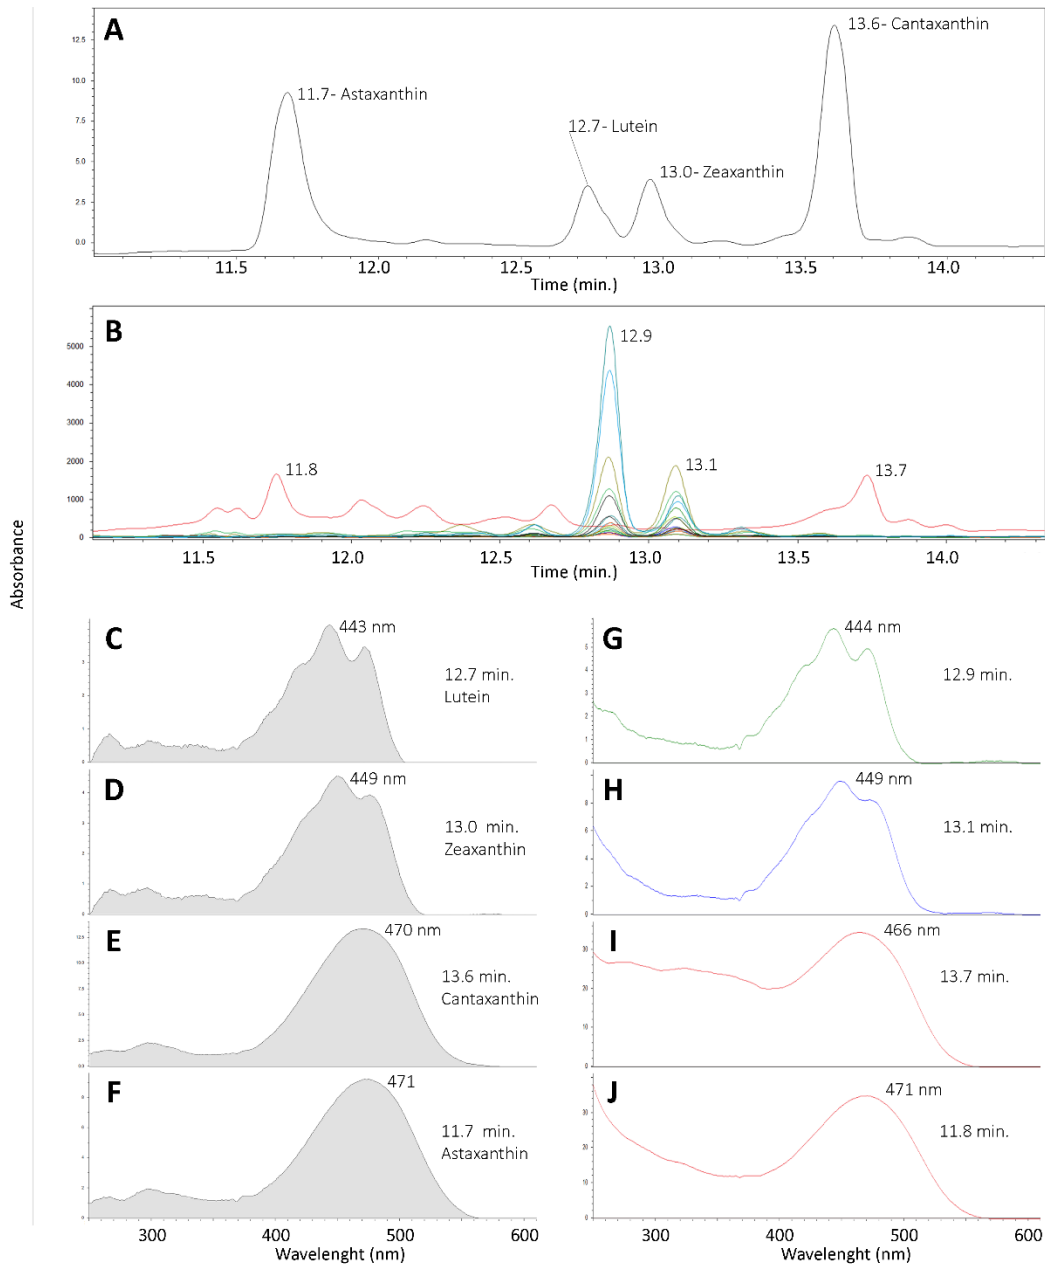 Absorbance
A
12.5
10.0
7.5
5.0
2.5
0.0
11.7- Astaxanthin
12.7- Lutein
13.0- Zeaxanthin
13.6- Cantaxanthin
11.5 12.0 12.5 13.0 13.5 14.0
Time (min.)
B
5000
4000
3000
2000
1000
0
11.8
12.9
13.1
13.7
11.5 12.0 12.5 13.0 13.5 14.0
Time (min.)
C
443 nm
12.7 min.
Lutein
D
449 nm
13.0 min.
Zeaxanthin
E
470 nm
13.6 min.
Cantaxanthin
F
471
11.7 min.
Astaxanthin
300 400 500 600
Wavelenght (nm)
G
444 nm
12.9 min.
H
449 nm
13.1 min.
I
466 nm
13.7 min.
J
471 nm
11.8 min.
300 400 500 600
Wavelenght (nm)